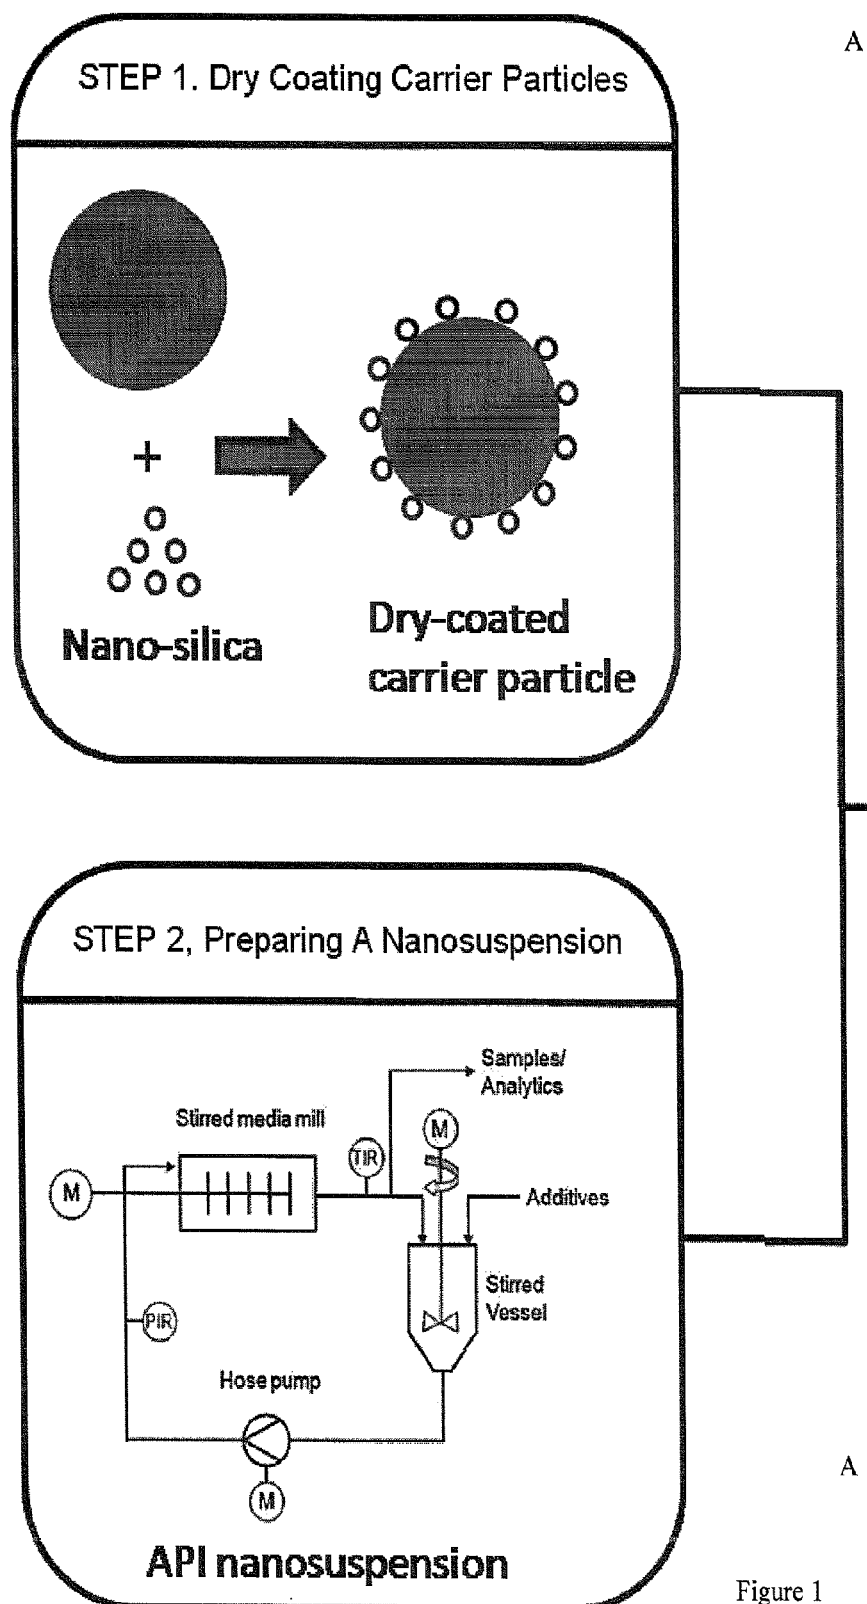 A
STEP 1. Dry Coating Carrier Particles
+
Nano-silica
Dry-coated
carrier particle
STEP 2, Preparing A Nanosuspension
Samples/
Analytics
Stirred media mill
M
TIR
M
Additives
Stirred
Vessel
PIR
Hose pump
M
API nanosuspension
A
Figure 1